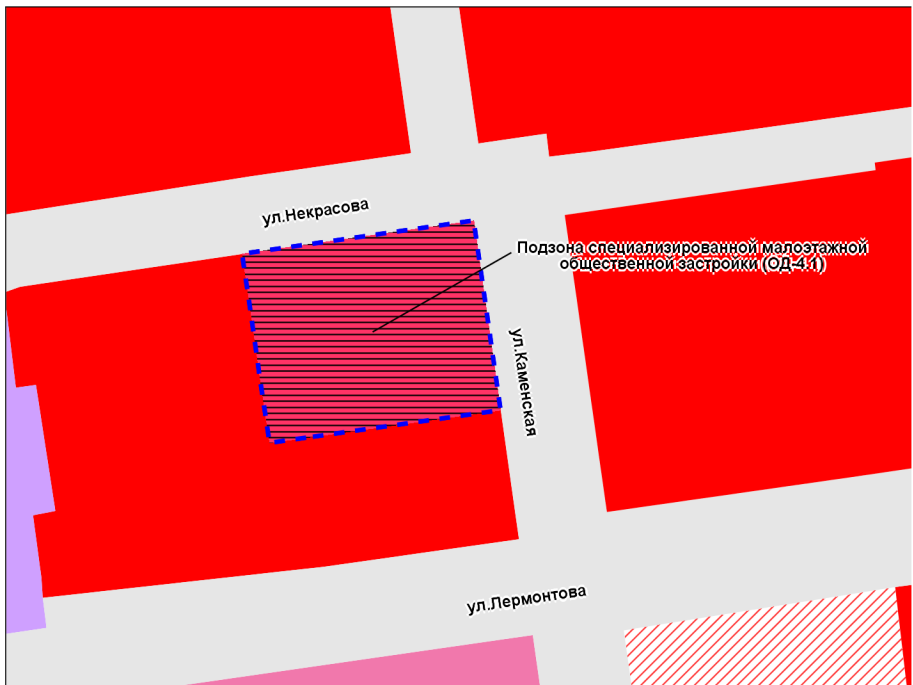 ул.Некрасова
Подзона специализированной малоэтажной
общественной застройки (ОД-4.1)
ул.Каменская
ул.Лермонтова